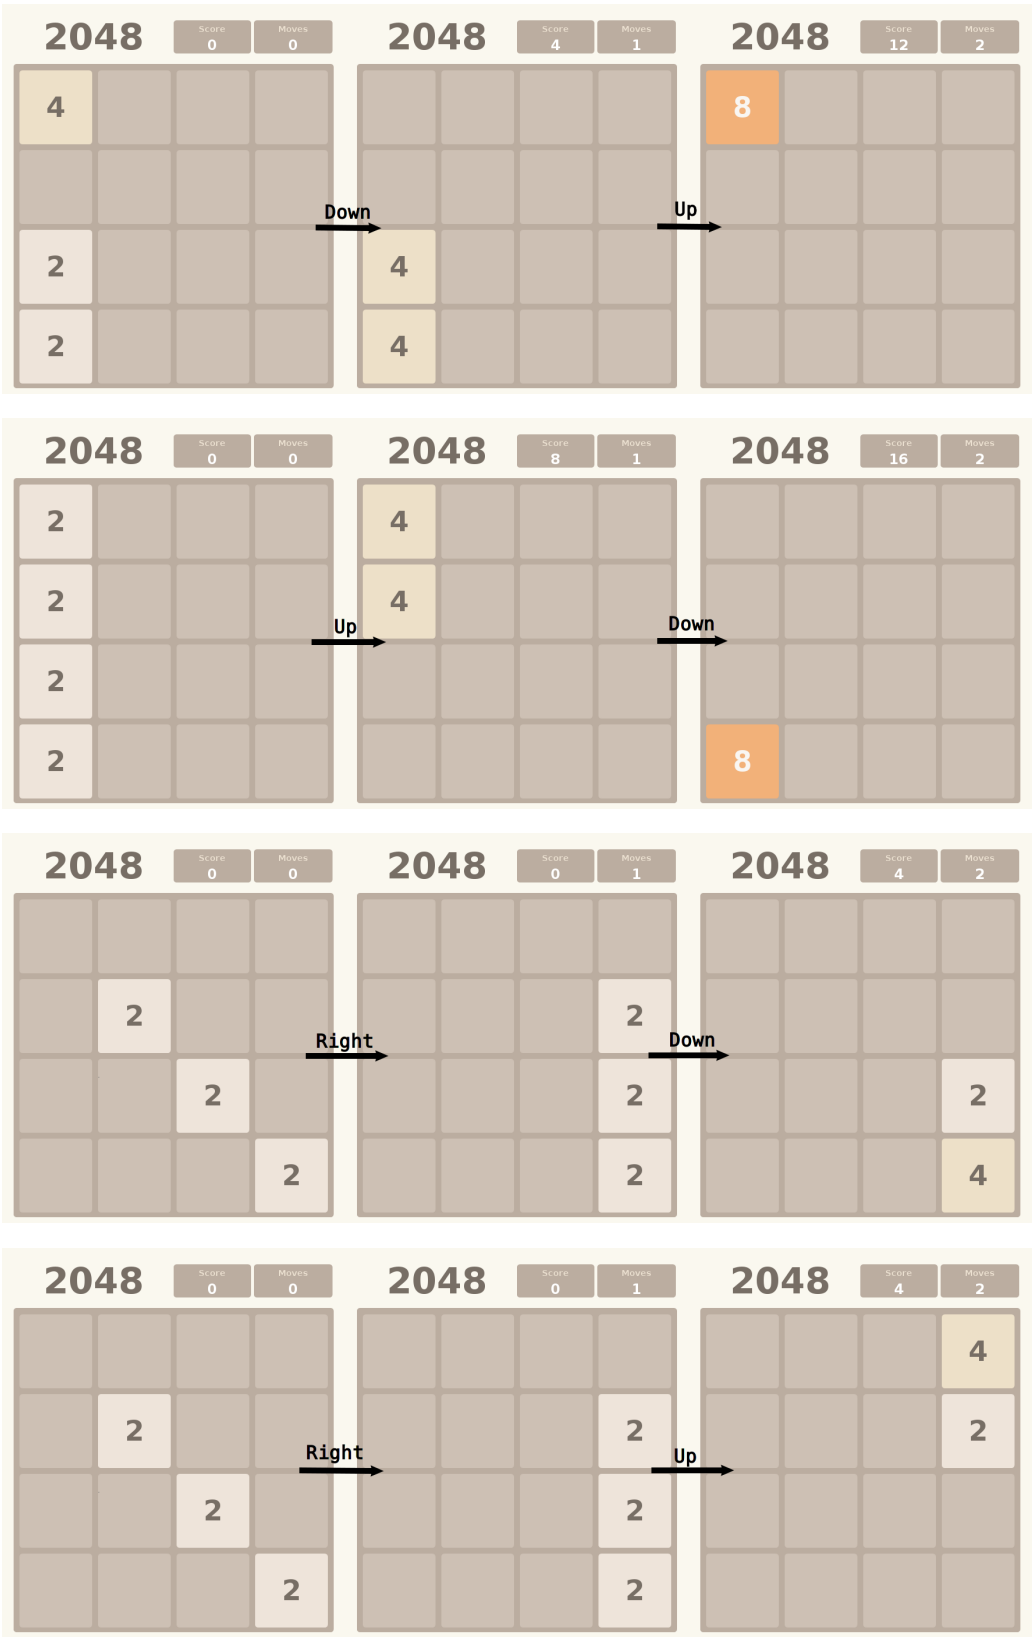 2048 Score 0 Moves 0 2048 Score 4 Moves 1 2048 Score 12 Moves 2
4 8
Down Up
2 4
2 4
2048 Score 0 Moves 0 2048 Score 8 Moves 1 2048 Score 16 Moves 2
2 4
2 4
Up Down
2
2 8
2048 Score 0 Moves 0 2048 Score 0 Moves 1 2048 Score 4 Moves 2
2 2
Right Down
2 2 2
2 2 4
2048 Score 0 Moves 0 2048 Score 0 Moves 1 2048 Score 4 Moves 2
4
2 2 2
Right Up
2 2
2 2